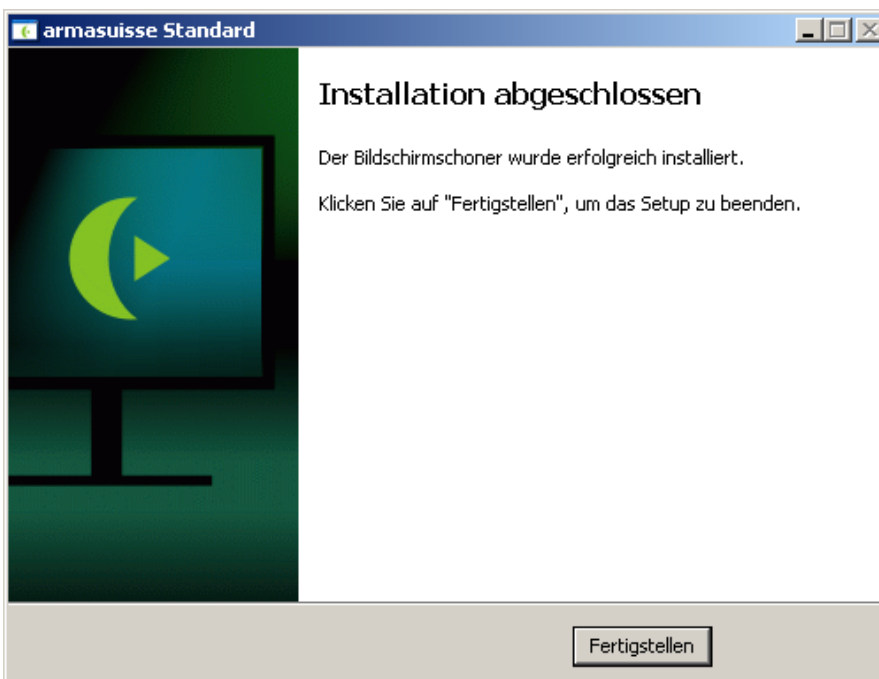 armasuisse Standard
Installation abgeschlossen
Der Bildschirmschoner wurde erfolgreich installiert.
Klicken Sie auf "Fertigstellen", um das Setup zu beenden.
Fertigstellen